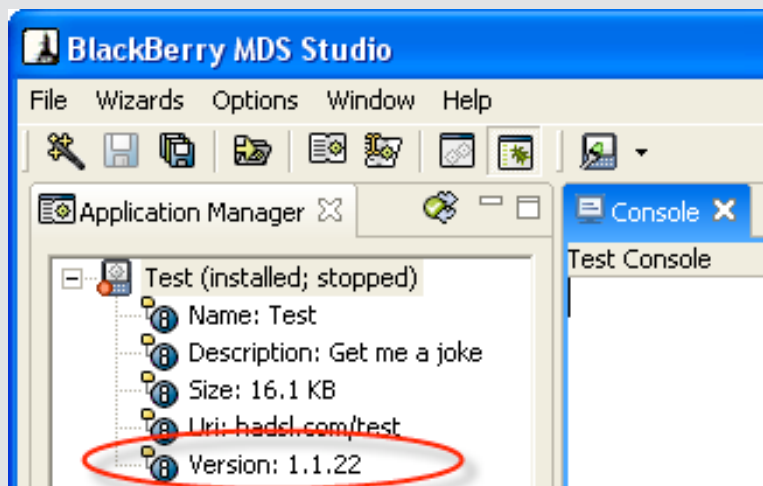 BlackBerry MDS Studio
File Wizards Options Window Help
Application Manager
Console
Test Console
Test (installed; stopped)
Name: Test
Description: Get me a joke
Size: 16.1 KB
Uri: hadsl.com/test
Version: 1.1.22